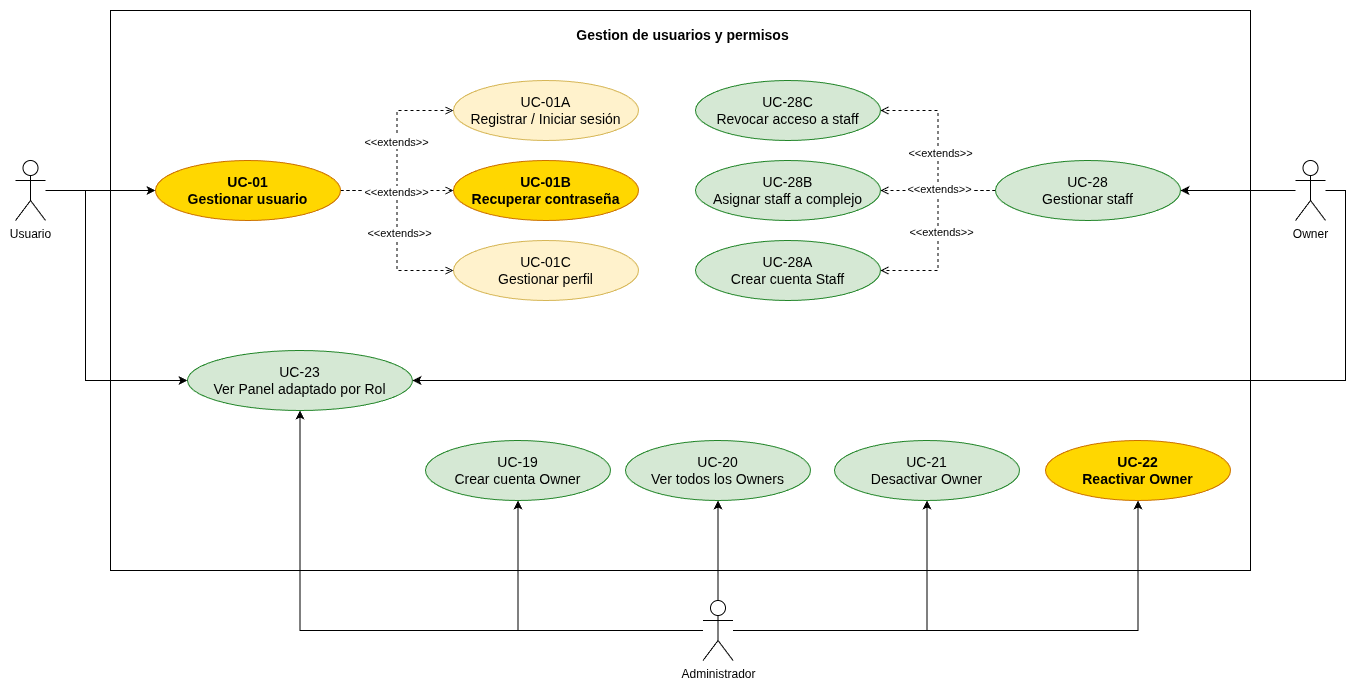 Gestion de usuarios y permisos
UC-01A
Registrar / Iniciar sesión
UC-28C
Revocar acceso a staff
<<extends>>
<<extends>>
UC-01
Gestionar usuario
<<extends>>
UC-01B
Recuperar contraseña
UC-28B
Asignar staff a complejo
<<extends>>
UC-28
Gestionar staff
Usuario
Owner
<<extends>>
<<extends>>
UC-01C
Gestionar perfil
UC-28A
Crear cuenta Staff
UC-23
Ver Panel adaptado por Rol
UC-19
Crear cuenta Owner
UC-20
Ver todos los Owners
UC-21
Desactivar Owner
UC-22
Reactivar Owner
Administrador